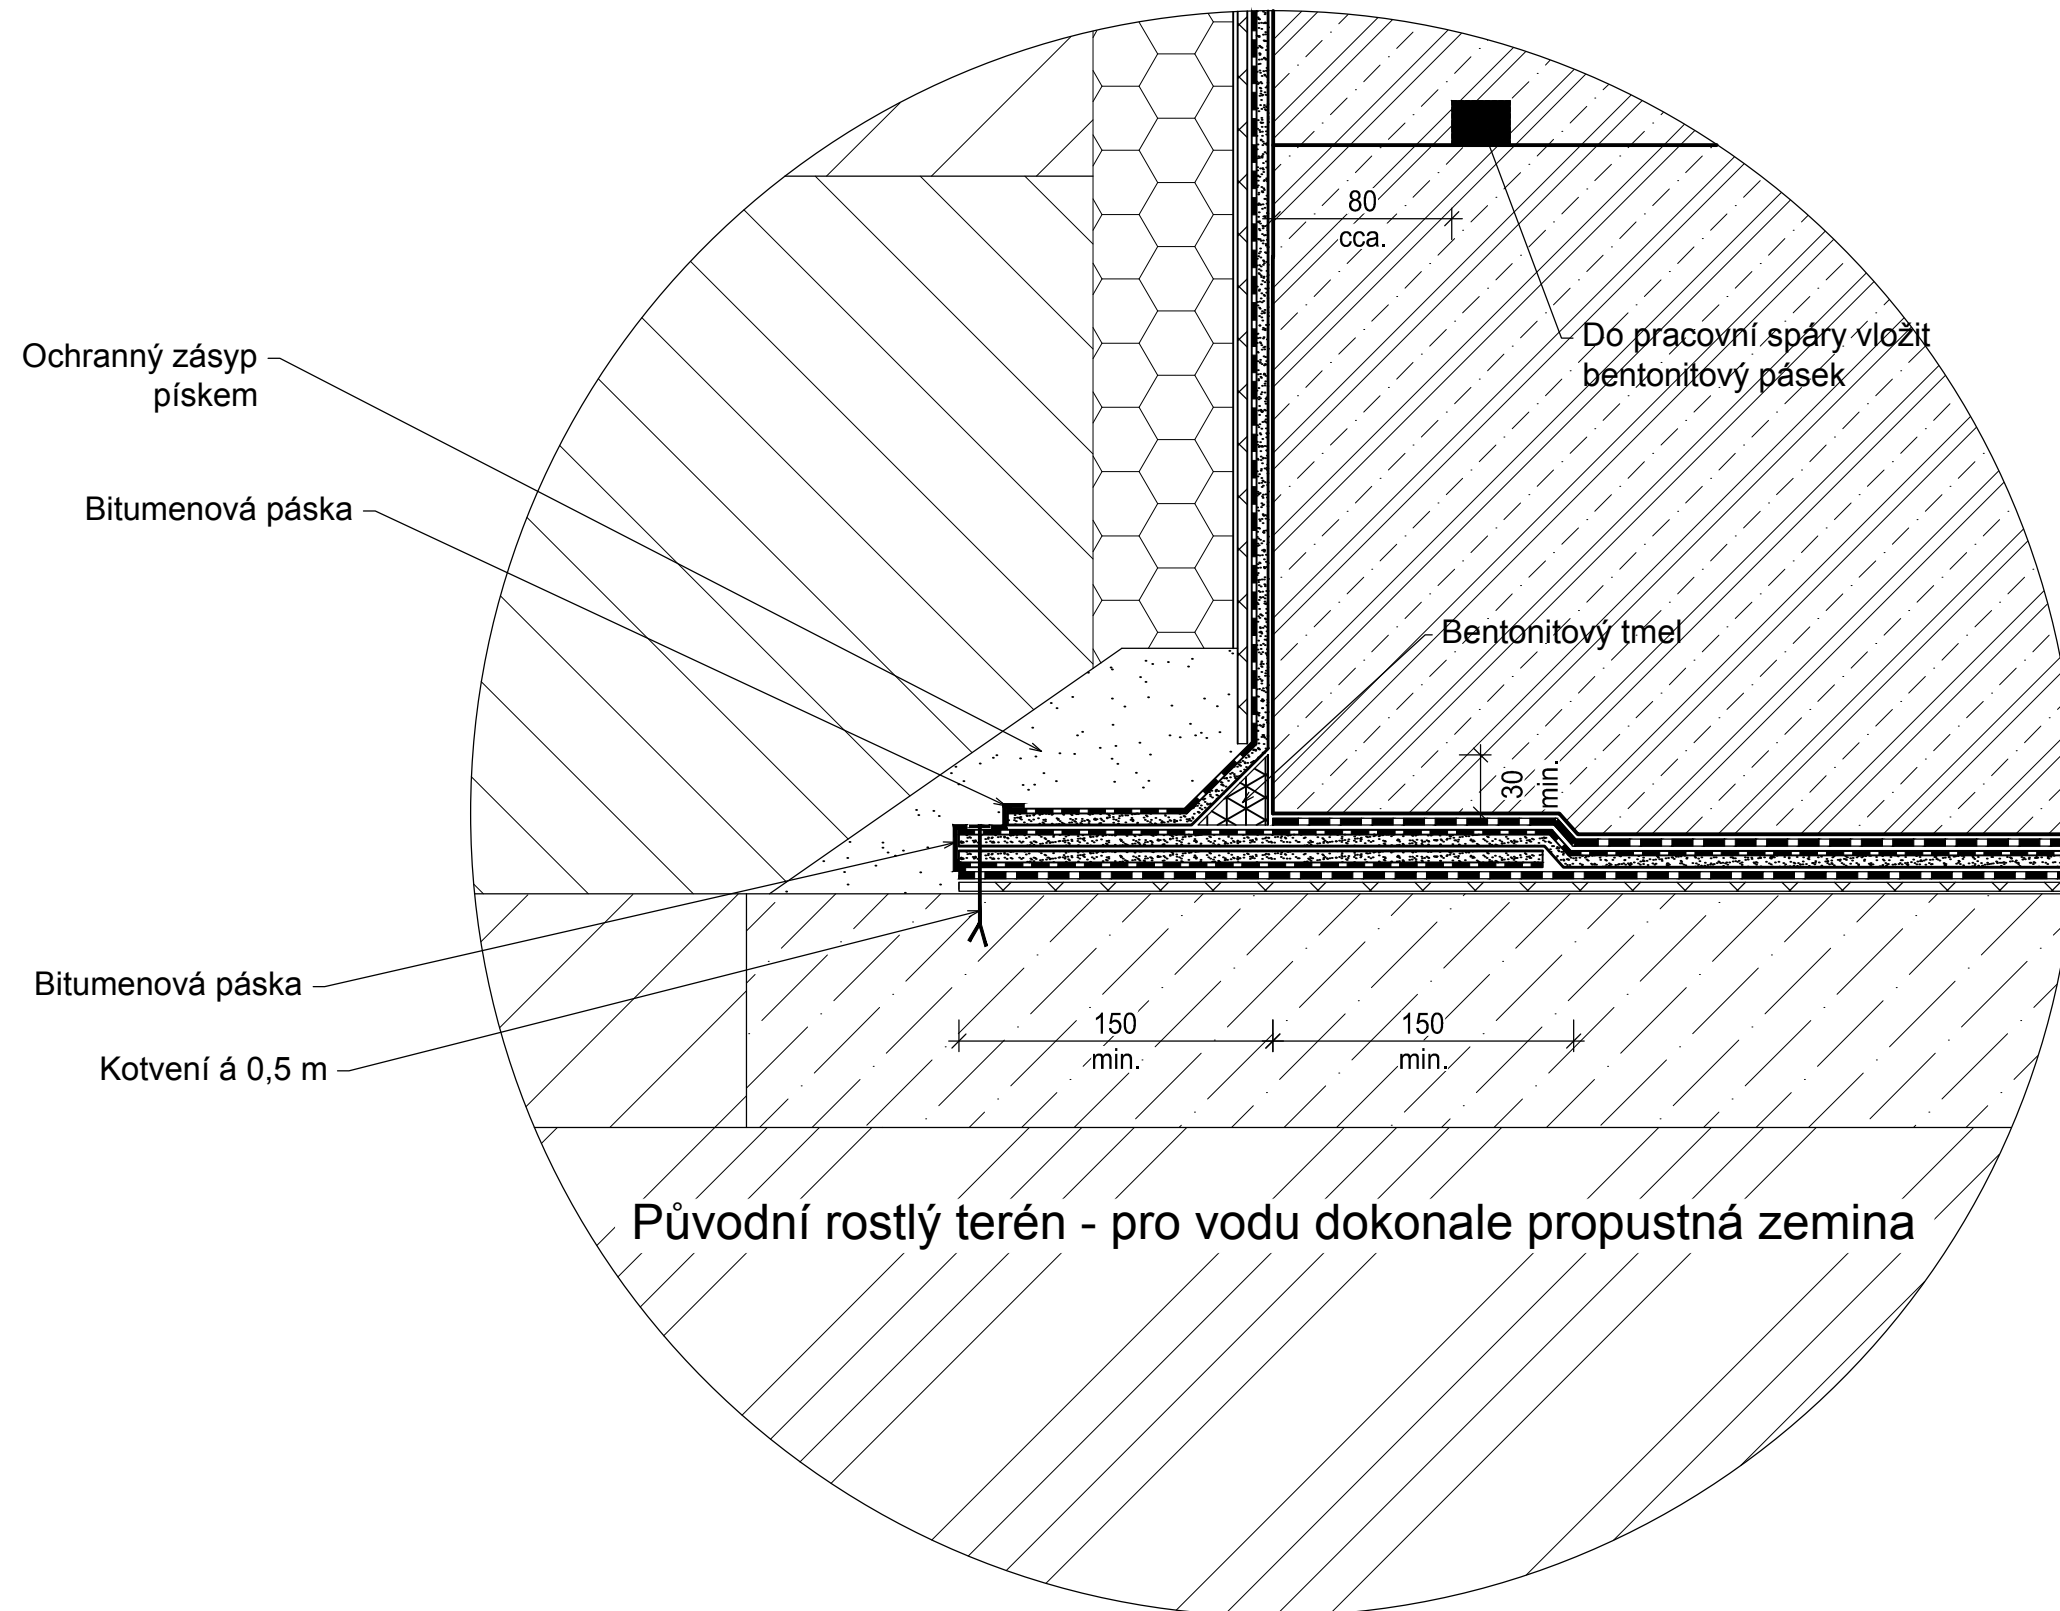 80
cca.
Do pracovní spáry vložit
bentonitový pásek
Ochranný zásyp
pískem
Bitumenová páska
Bentonitový tmel
30
min.
Bitumenová páska
Kotvení á 0,5 m
150
min.
150
min.
Původní rostlý terén - pro vodu dokonale propustná zemina